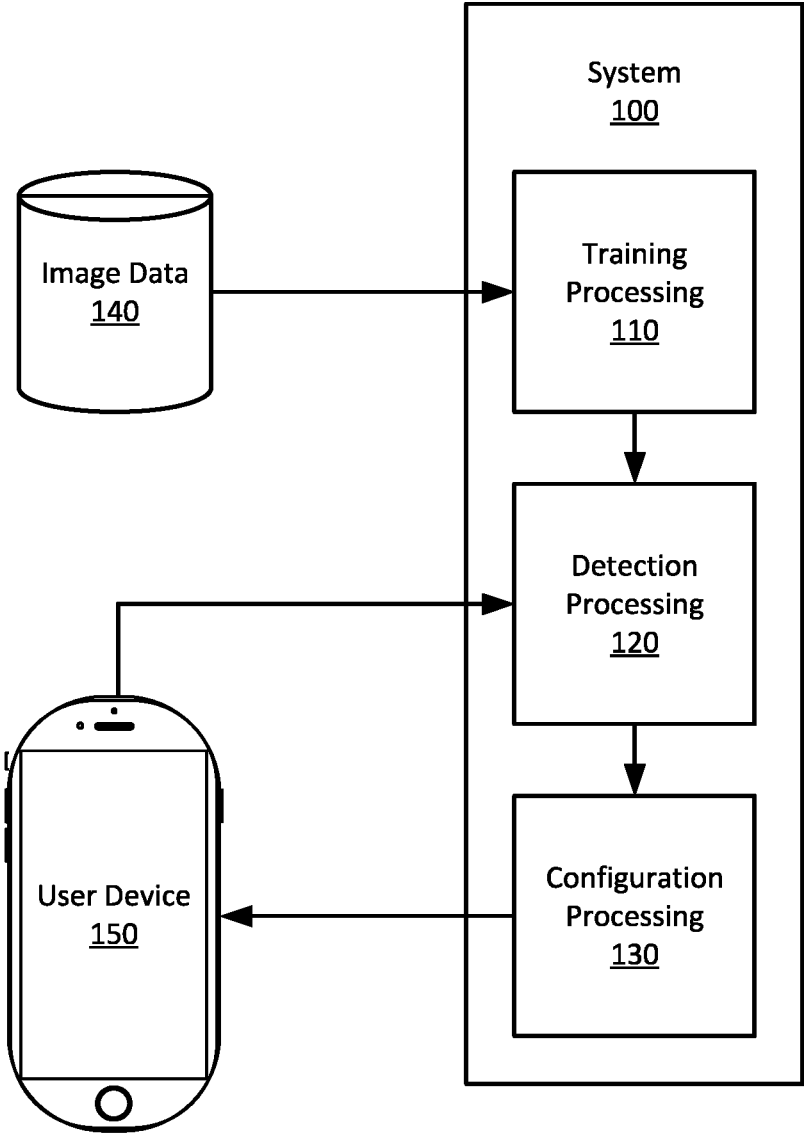 System
100
Image Data
140
Training
Processing
110
Detection
Processing
120
User Device
150
Configuration
Processing
130